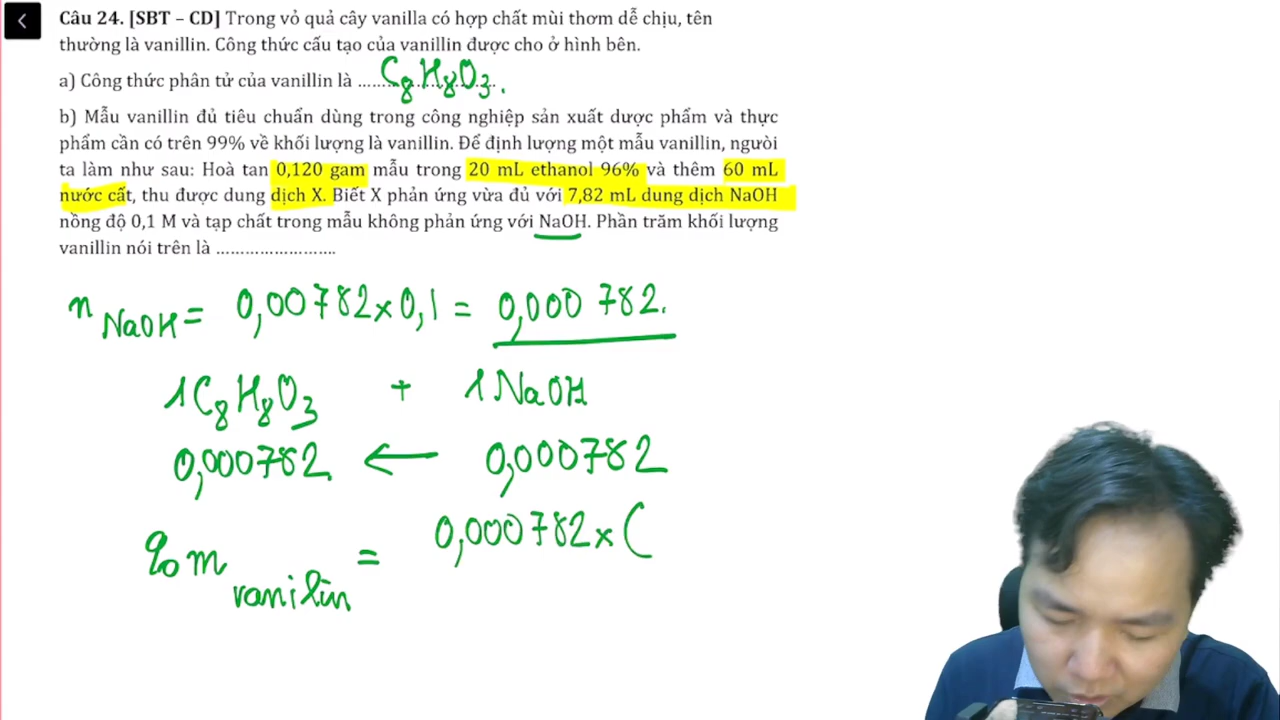 Câu 24. [SBT – CD] Trong vỏ quả cây vanilla có hợp chất mùi thơm dễ chịu, tên
thường là vanillin. Công thức cấu tạo của vanillin được cho ở hình bên.
a) Công thức phân tử của vanillin là ........................... C₈H₈O₃.
b) Mẫu vanillin đủ tiêu chuẩn dùng trong công nghiệp sản xuất dược phẩm và thực
phẩm cần có trên 99% về khối lượng là vanillin. Để định lượng một mẫu vanillin, người
ta làm như sau: Hoà tan 0,120 gam mẫu trong 20 mL ethanol 96% và thêm 60 mL
nước cất, thu được dung dịch X. Biết X phản ứng vừa đủ với 7,82 mL dung dịch NaOH
nồng độ 0,1 M và tạp chất trong mẫu không phản ứng với NaOH. Phần trăm khối lượng
vanillin nói trên là ..........................
n NaOH = 0,00782 × 0,1 = 0,000 782.
1 C₈H₈O₃ + 1 NaOH
0,000782 ← 0,000782
%m vanilin = 0,000782 × (